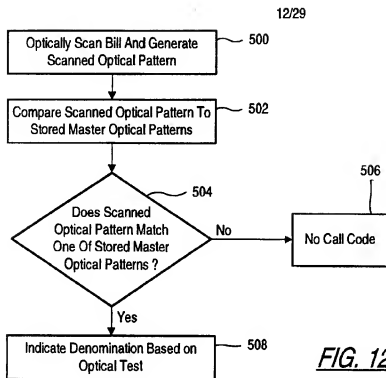 12/29
Optically Scan Bill And Generate
Scanned Optical Pattern
500
Compare Scanned Optical Pattern To
Stored Master Optical Patterns
502
504
Does Scanned
Optical Pattern Match
One Of Stored Master
Optical Patterns ?
No
506
No Call Code
Yes
Indicate Denomination Based on
Optical Test
508
FIG. 12